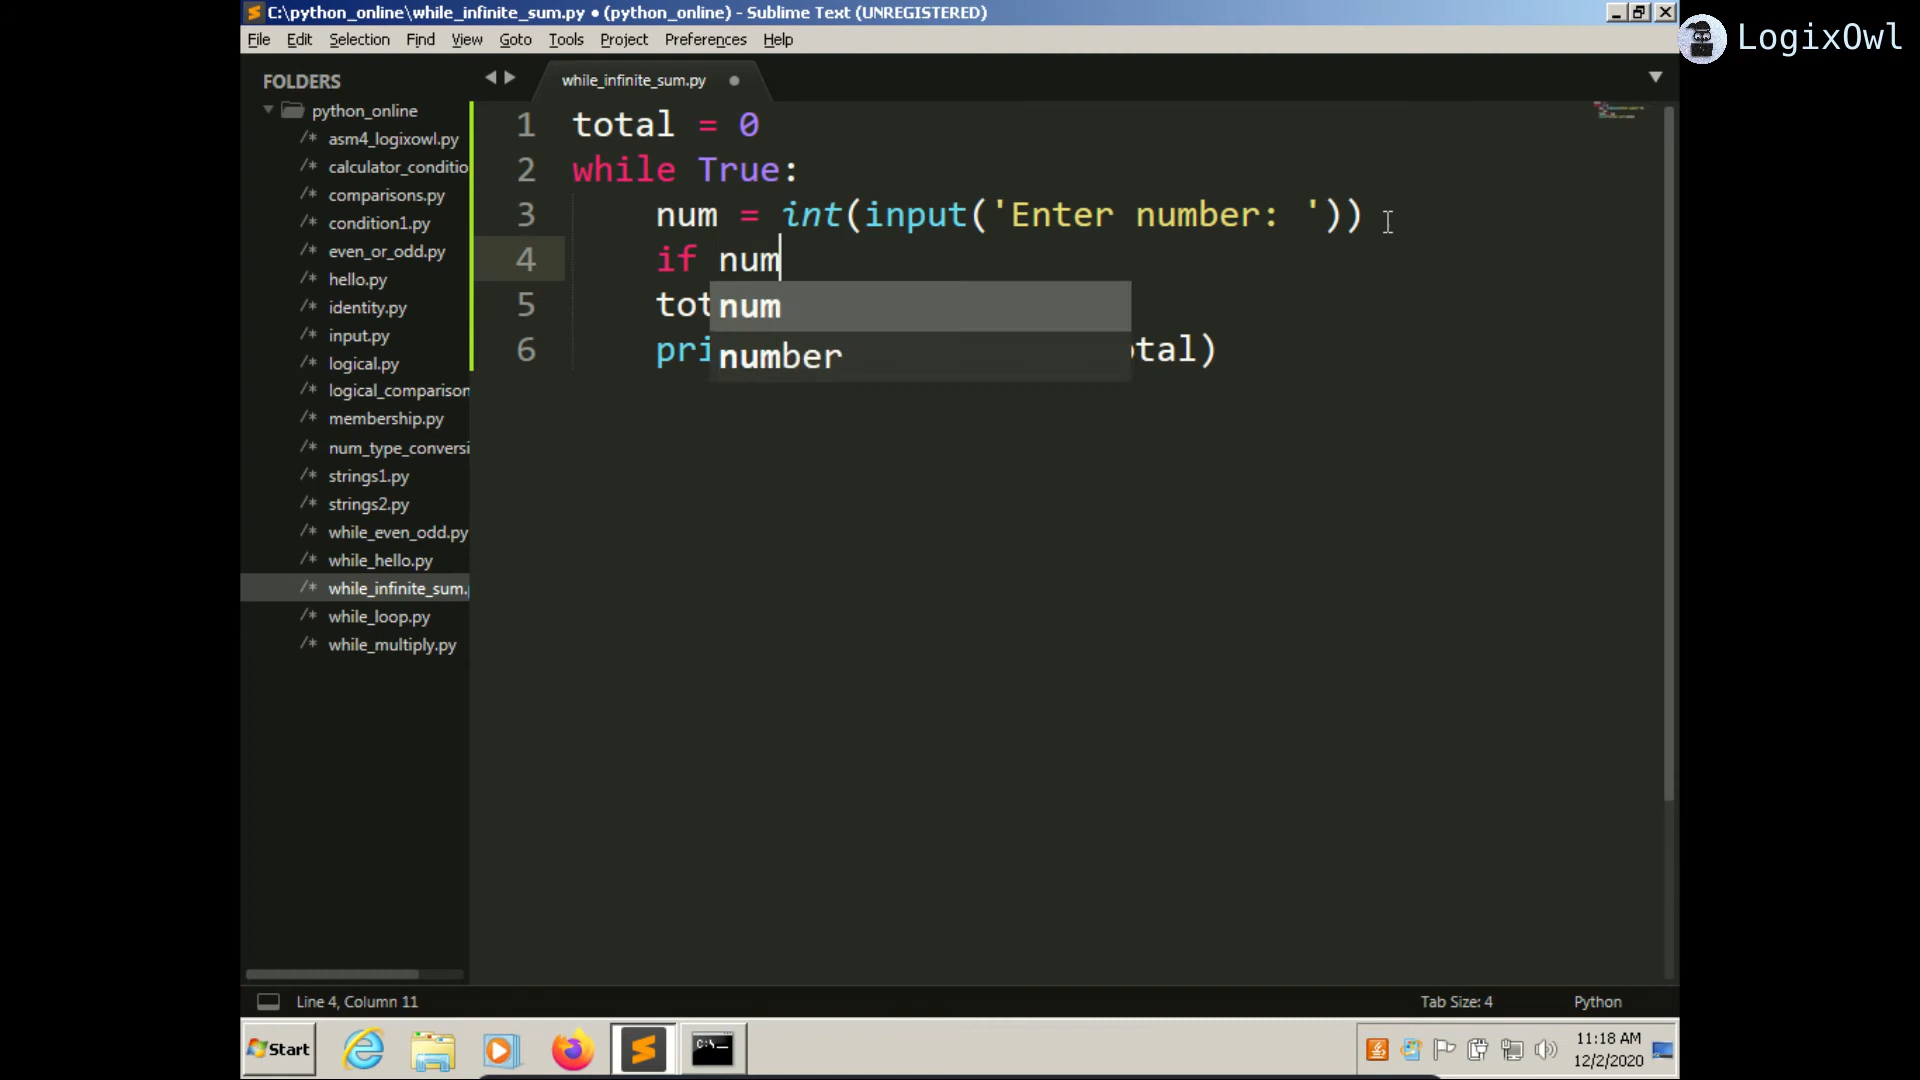 C:\python_online\while_infinite_sum.py • (python_online) - Sublime Text (UNREGISTERED)
LogixOwl
File Edit Selection Find View Goto Tools Project Preferences Help
FOLDERS
python_online
/* asm4_logixowl.py
/* calculator_conditio
/* comparisons.py
/* condition1.py
/* even_or_odd.py
/* hello.py
/* identity.py
/* input.py
/* logical.py
/* logical_comparison
/* membership.py
/* num_type_conversi
/* strings1.py
/* strings2.py
/* while_even_odd.py
/* while_hello.py
/* while_infinite_sum.
/* while_loop.py
/* while_multiply.py
while_infinite_sum.py
1 total = 0
2 while True:
3 num = int(input('Enter number: '))
4 if num
5 tot
6 pri tal)
num
number
Line 4, Column 11
Tab Size: 4
Python
Start
C:\.
11:18 AM
12/2/2020